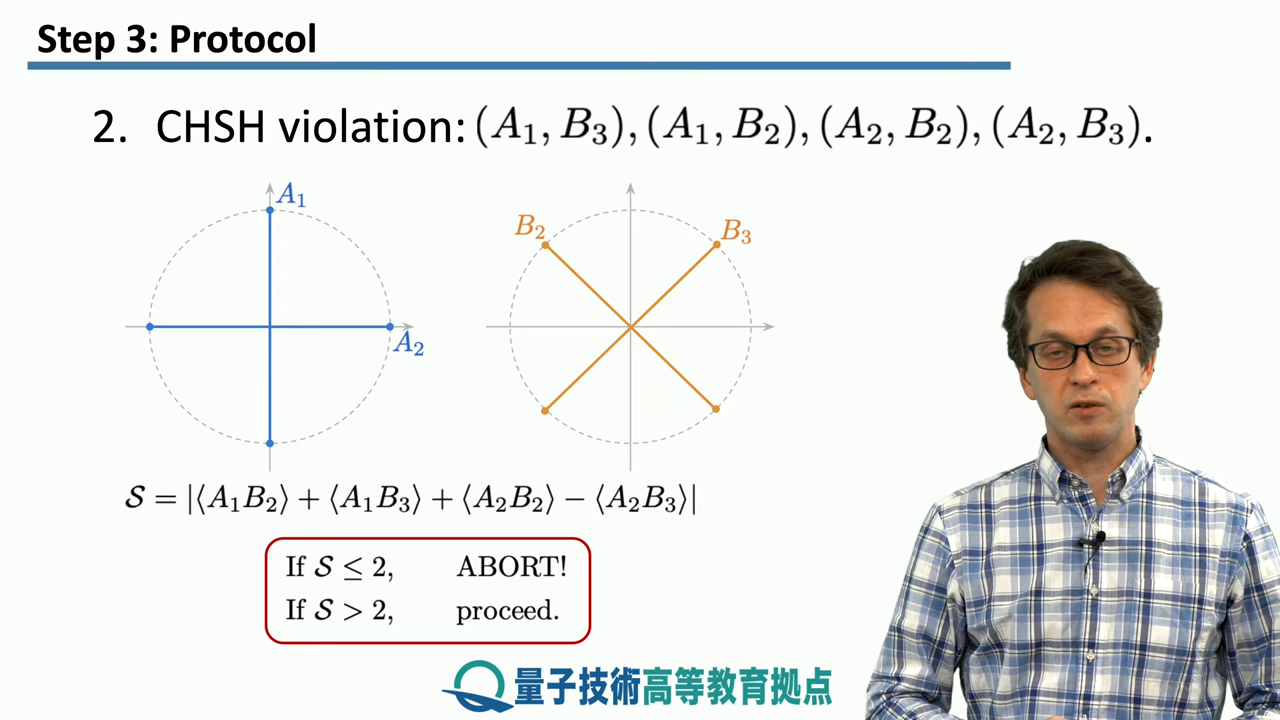 Step 3: Protocol
2. CHSH violation: (A₁, B₃), (A₁, B₂), (A₂, B₂), (A₂, B₃).
A₁
A₂
B₂
B₃
𝒮 = |⟨A₁B₂⟩ + ⟨A₁B₃⟩ + ⟨A₂B₂⟩ − ⟨A₂B₃⟩|
If 𝒮 ≤ 2, ABORT!
If 𝒮 > 2, proceed.
量子技術高等教育拠点